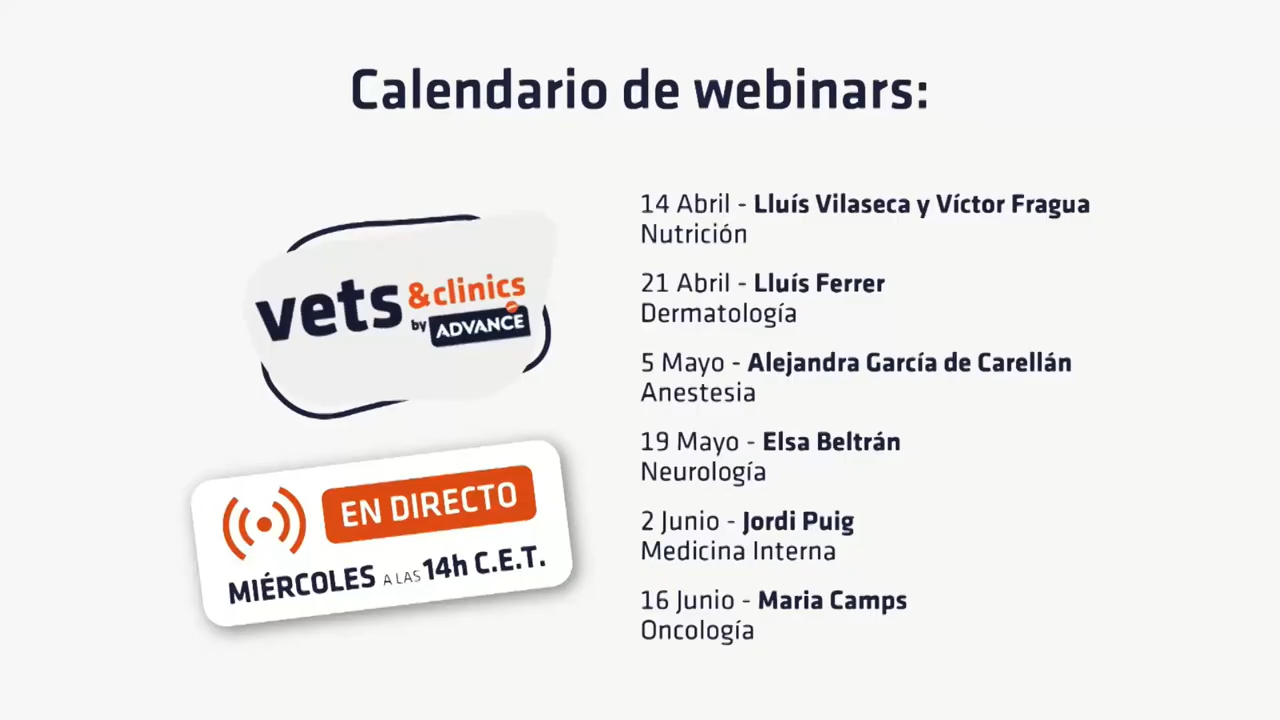 Calendario de webinars:
vets &clinics
by ADVANCE
EN DIRECTO
MIÉRCOLES A LAS 14h C.E.T.
14 Abril - Lluís Vilaseca y Víctor Fragua
Nutrición
21 Abril - Lluís Ferrer
Dermatología
5 Mayo - Alejandra García de Carellán
Anestesia
19 Mayo - Elsa Beltrán
Neurología
2 Junio - Jordi Puig
Medicina Interna
16 Junio - Maria Camps
Oncología